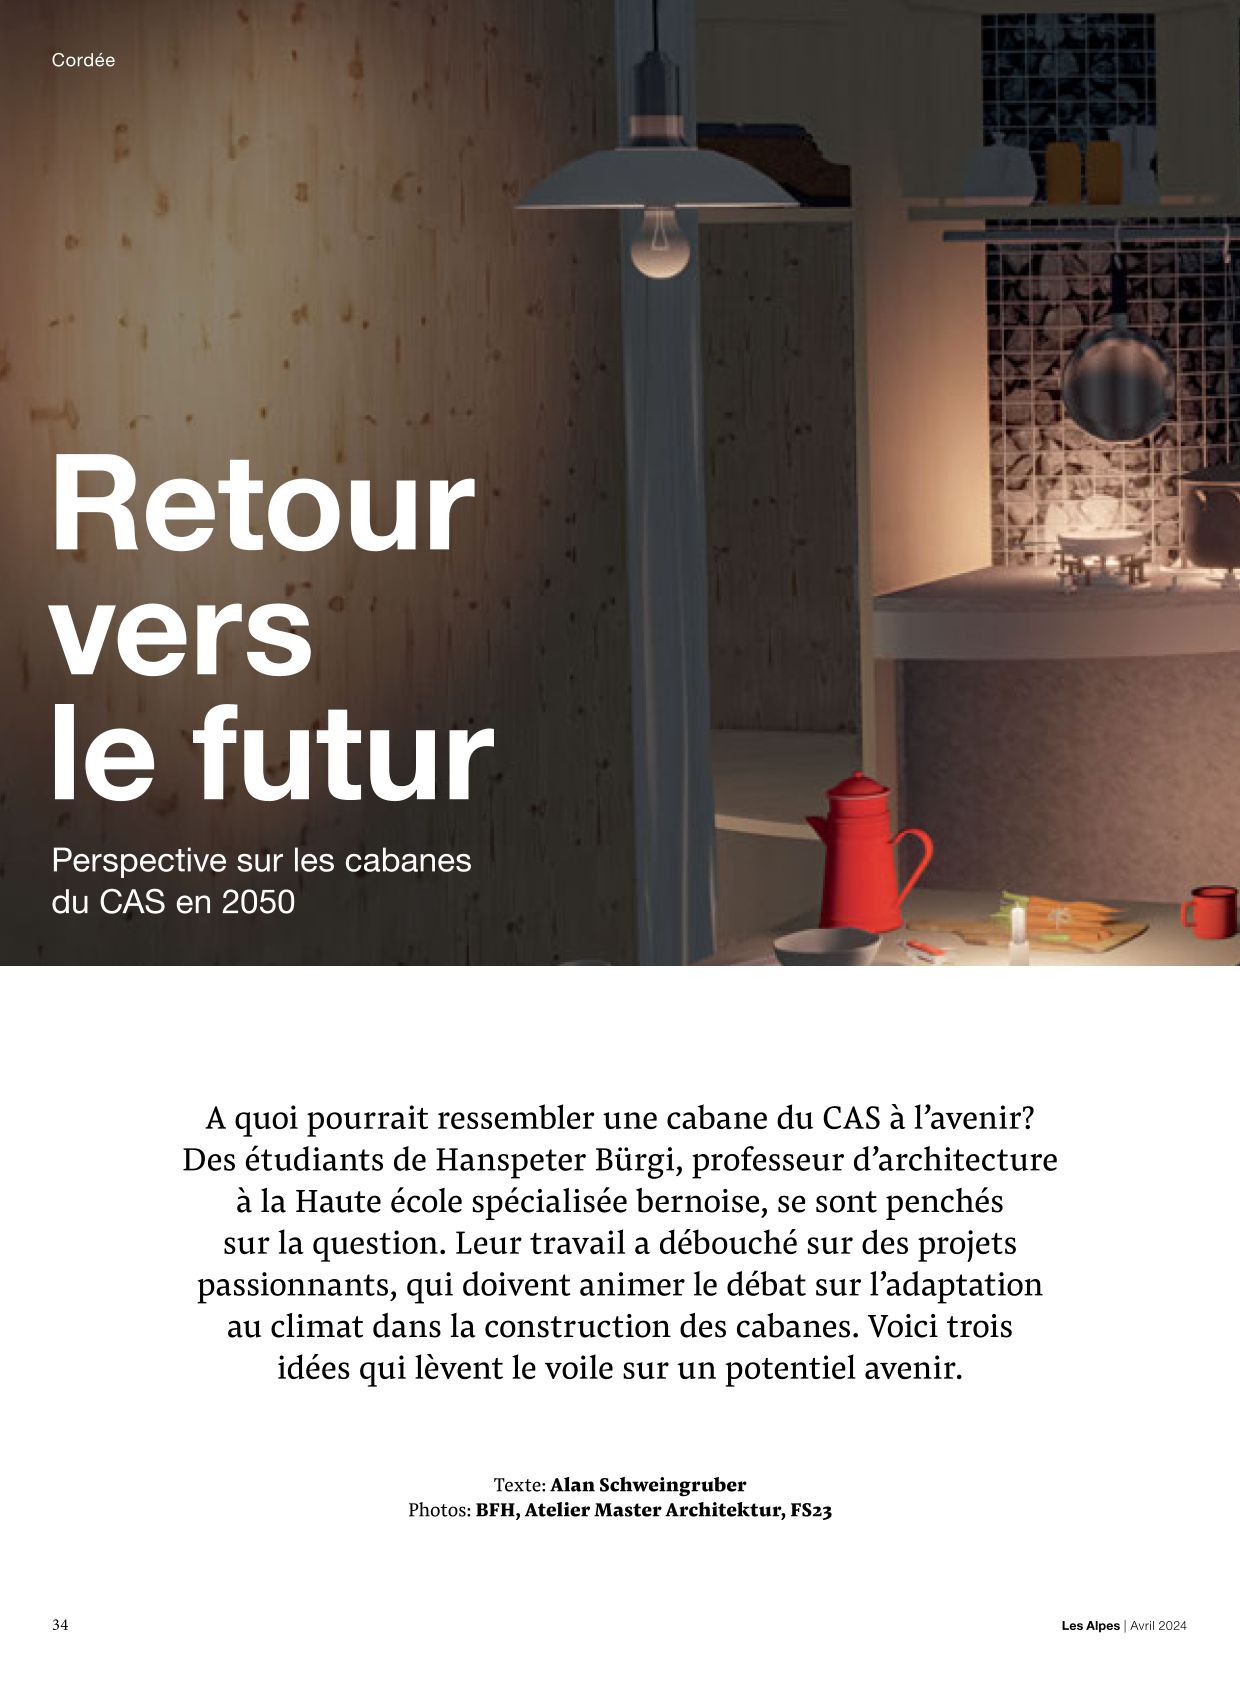 Cordée
Retour
vers
le futur
Perspective sur les cabanes
du CAS en 2050
A quoi pourrait ressembler une cabane du CAS à l’avenir?
Des étudiants de Hanspeter Bürgi, professeur d’architecture
à la Haute école spécialisée bernoise, se sont penchés
sur la question. Leur travail a débouché sur des projets
passionnants, qui doivent animer le débat sur l’adaptation
au climat dans la construction des cabanes. Voici trois
idées qui lèvent le voile sur un potentiel avenir.
Texte: Alan Schweingruber
Photos: BFH, Atelier Master Architektur, FS23
34
Les Alpes | Avril 2024